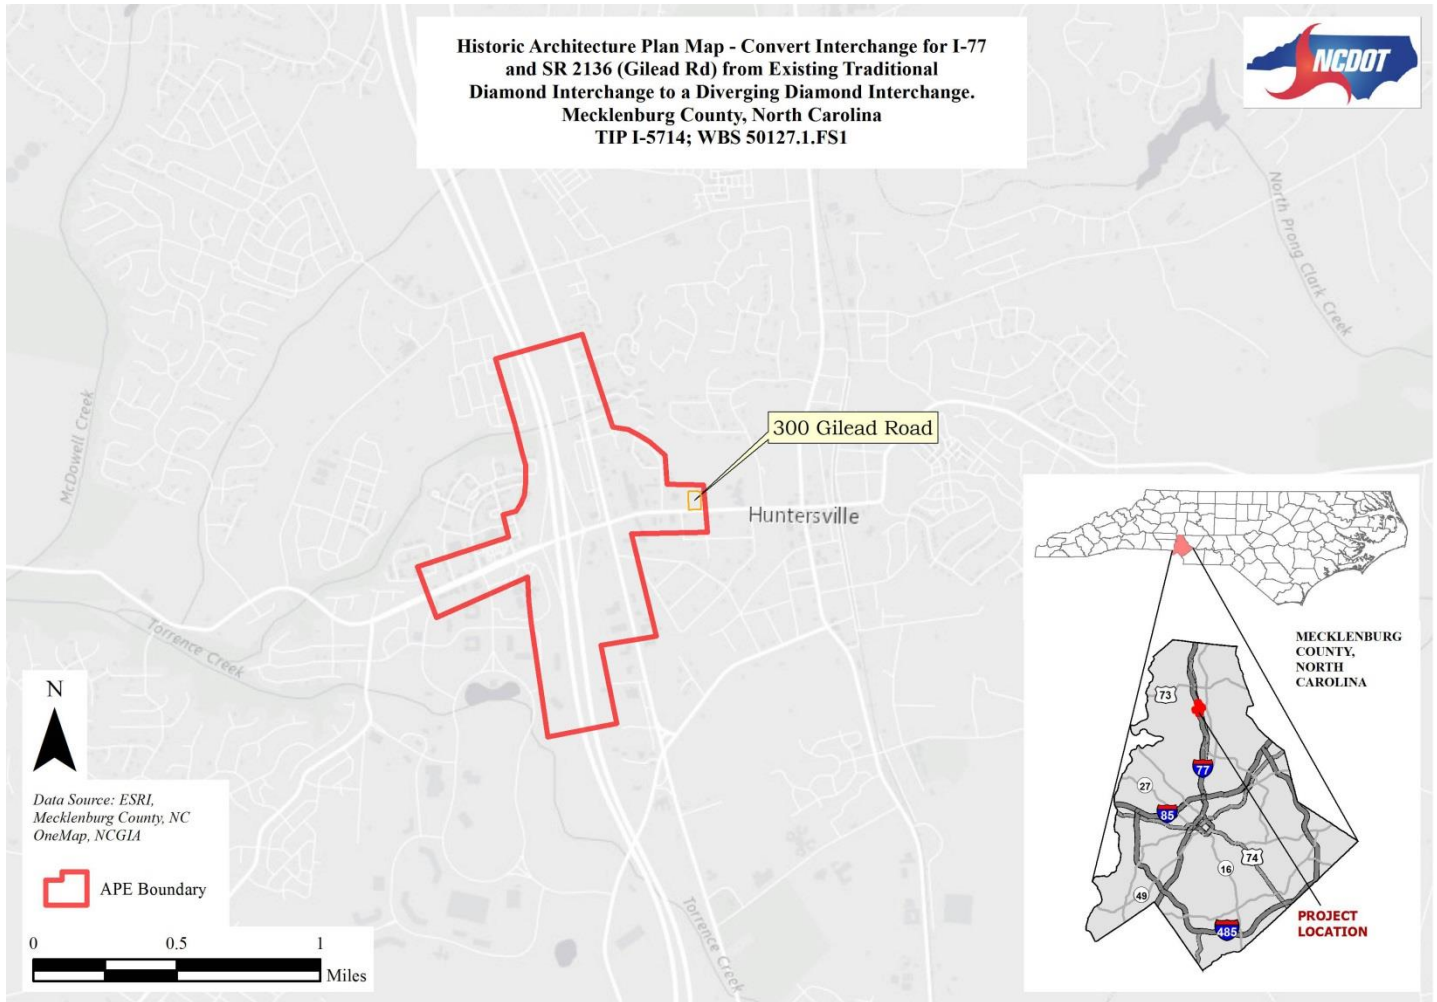 Historic Architecture Plan Map - Convert Interchange for I-77
and SR 2136 (Gilead Rd) from Existing Traditional
Diamond Interchange to a Diverging Diamond Interchange.
Mecklenburg County, North Carolina
TIP I-5714; WBS 50127.1.FS1
NCDOT
North Prong Clark Creek
McDowell Creek
300 Gilead Road
Huntersville
Torrence Creek
Torrence Creek
N
Data Source: ESRI,
Mecklenburg County, NC
OneMap, NCGIA
APE Boundary
0 0.5 1
Miles
MECKLENBURG
COUNTY,
NORTH
CAROLINA
73
77
27
85
74
16
49
485
PROJECT
LOCATION